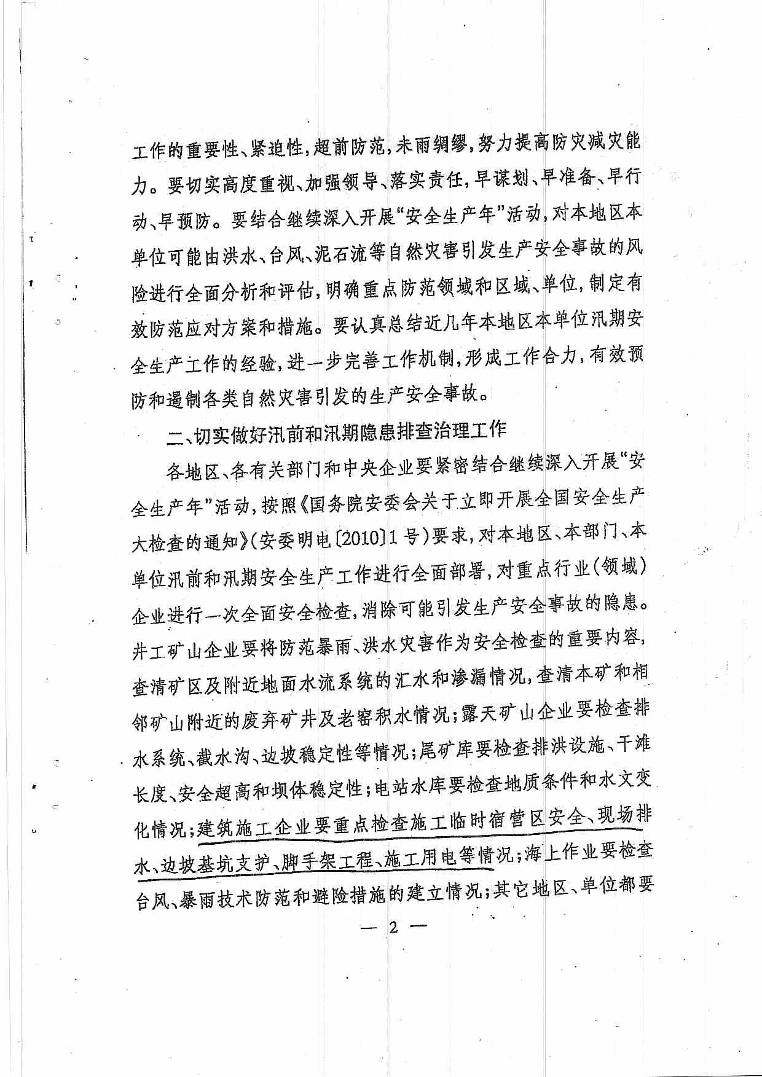 工作的重要性、紧迫性,超前防范,未雨绸缪,努力提高防灾减灾能
力。要切实高度重视、加强领导、落实责任,早谋划、早准备、早行
动、早预防。要结合继续深入开展“安全生产年”活动,对本地区本
单位可能由洪水、台风、泥石流等自然灾害引发生产安全事故的风
险进行全面分析和评估,明确重点防范领域和区域、单位,制定有
效防范应对方案和措施。要认真总结近几年本地区本单位汛期安
全生产工作的经验,进一步完善工作机制,形成工作合力,有效预
防和遏制各类自然灾害引发的生产安全事故。
二、切实做好汛前和汛期隐患排查治理工作
各地区、各有关部门和中央企业要紧密结合继续深入开展“安
全生产年”活动,按照《国务院安委会关于立即开展全国安全生产
大检查的通知》(安委明电〔2010〕1号)要求,对本地区、本部门、本
单位汛前和汛期安全生产工作进行全面部署,对重点行业(领域)
企业进行一次全面安全检查,消除可能引发生产安全事故的隐患。
井工矿山企业要将防范暴雨、洪水灾害作为安全检查的重要内容,
查清矿区及附近地面水流系统的汇水和渗漏情况,查清本矿和相
邻矿山附近的废弃矿井及老窑积水情况;露天矿山企业要检查排
水系统、截水沟、边坡稳定性等情况;尾矿库要检查排洪设施、干滩
长度、安全超高和坝体稳定性;电站水库要检查地质条件和水文变
化情况;建筑施工企业要重点检查施工临时宿营区安全、现场排
水、边坡基坑支护、脚手架工程、施工用电等情况;海上作业要检查
台风、暴雨技术防范和避险措施的建立情况;其它地区、单位都要
— 2 —